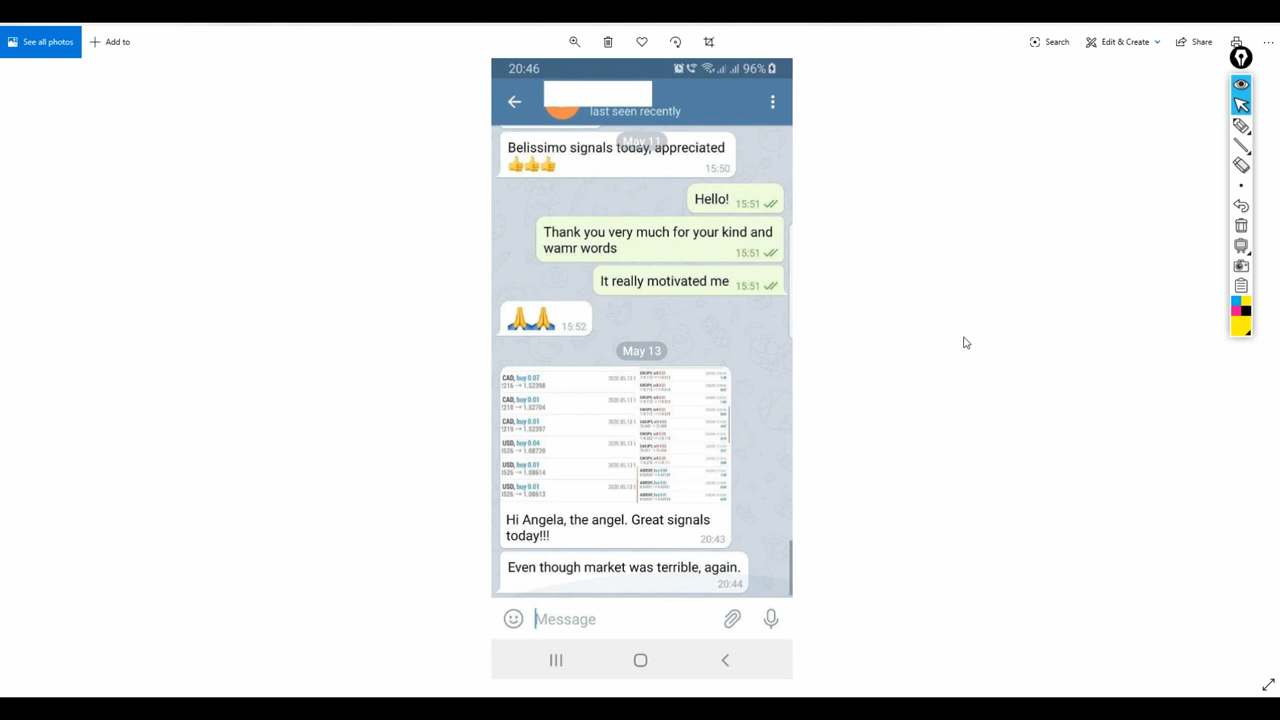 See all photos
Add to
Search
Edit & Create
Share
20:46
96%
last seen recently
May 11
Belissimo signals today, appreciated
👍👍👍
15:50
Hello!
15:51
Thank you very much for your kind and
wamr words
15:51
It really motivated me
15:51
🙏🙏
15:52
May 13
CAD, buy 0.07
CAD, buy 0.01
CAD, buy 0.01
USD, buy 0.04
USD, buy 0.01
USD, buy 0.01
Hi Angela, the angel. Great signals
today!!!
20:43
Even though market was terrible, again.
20:44
Message